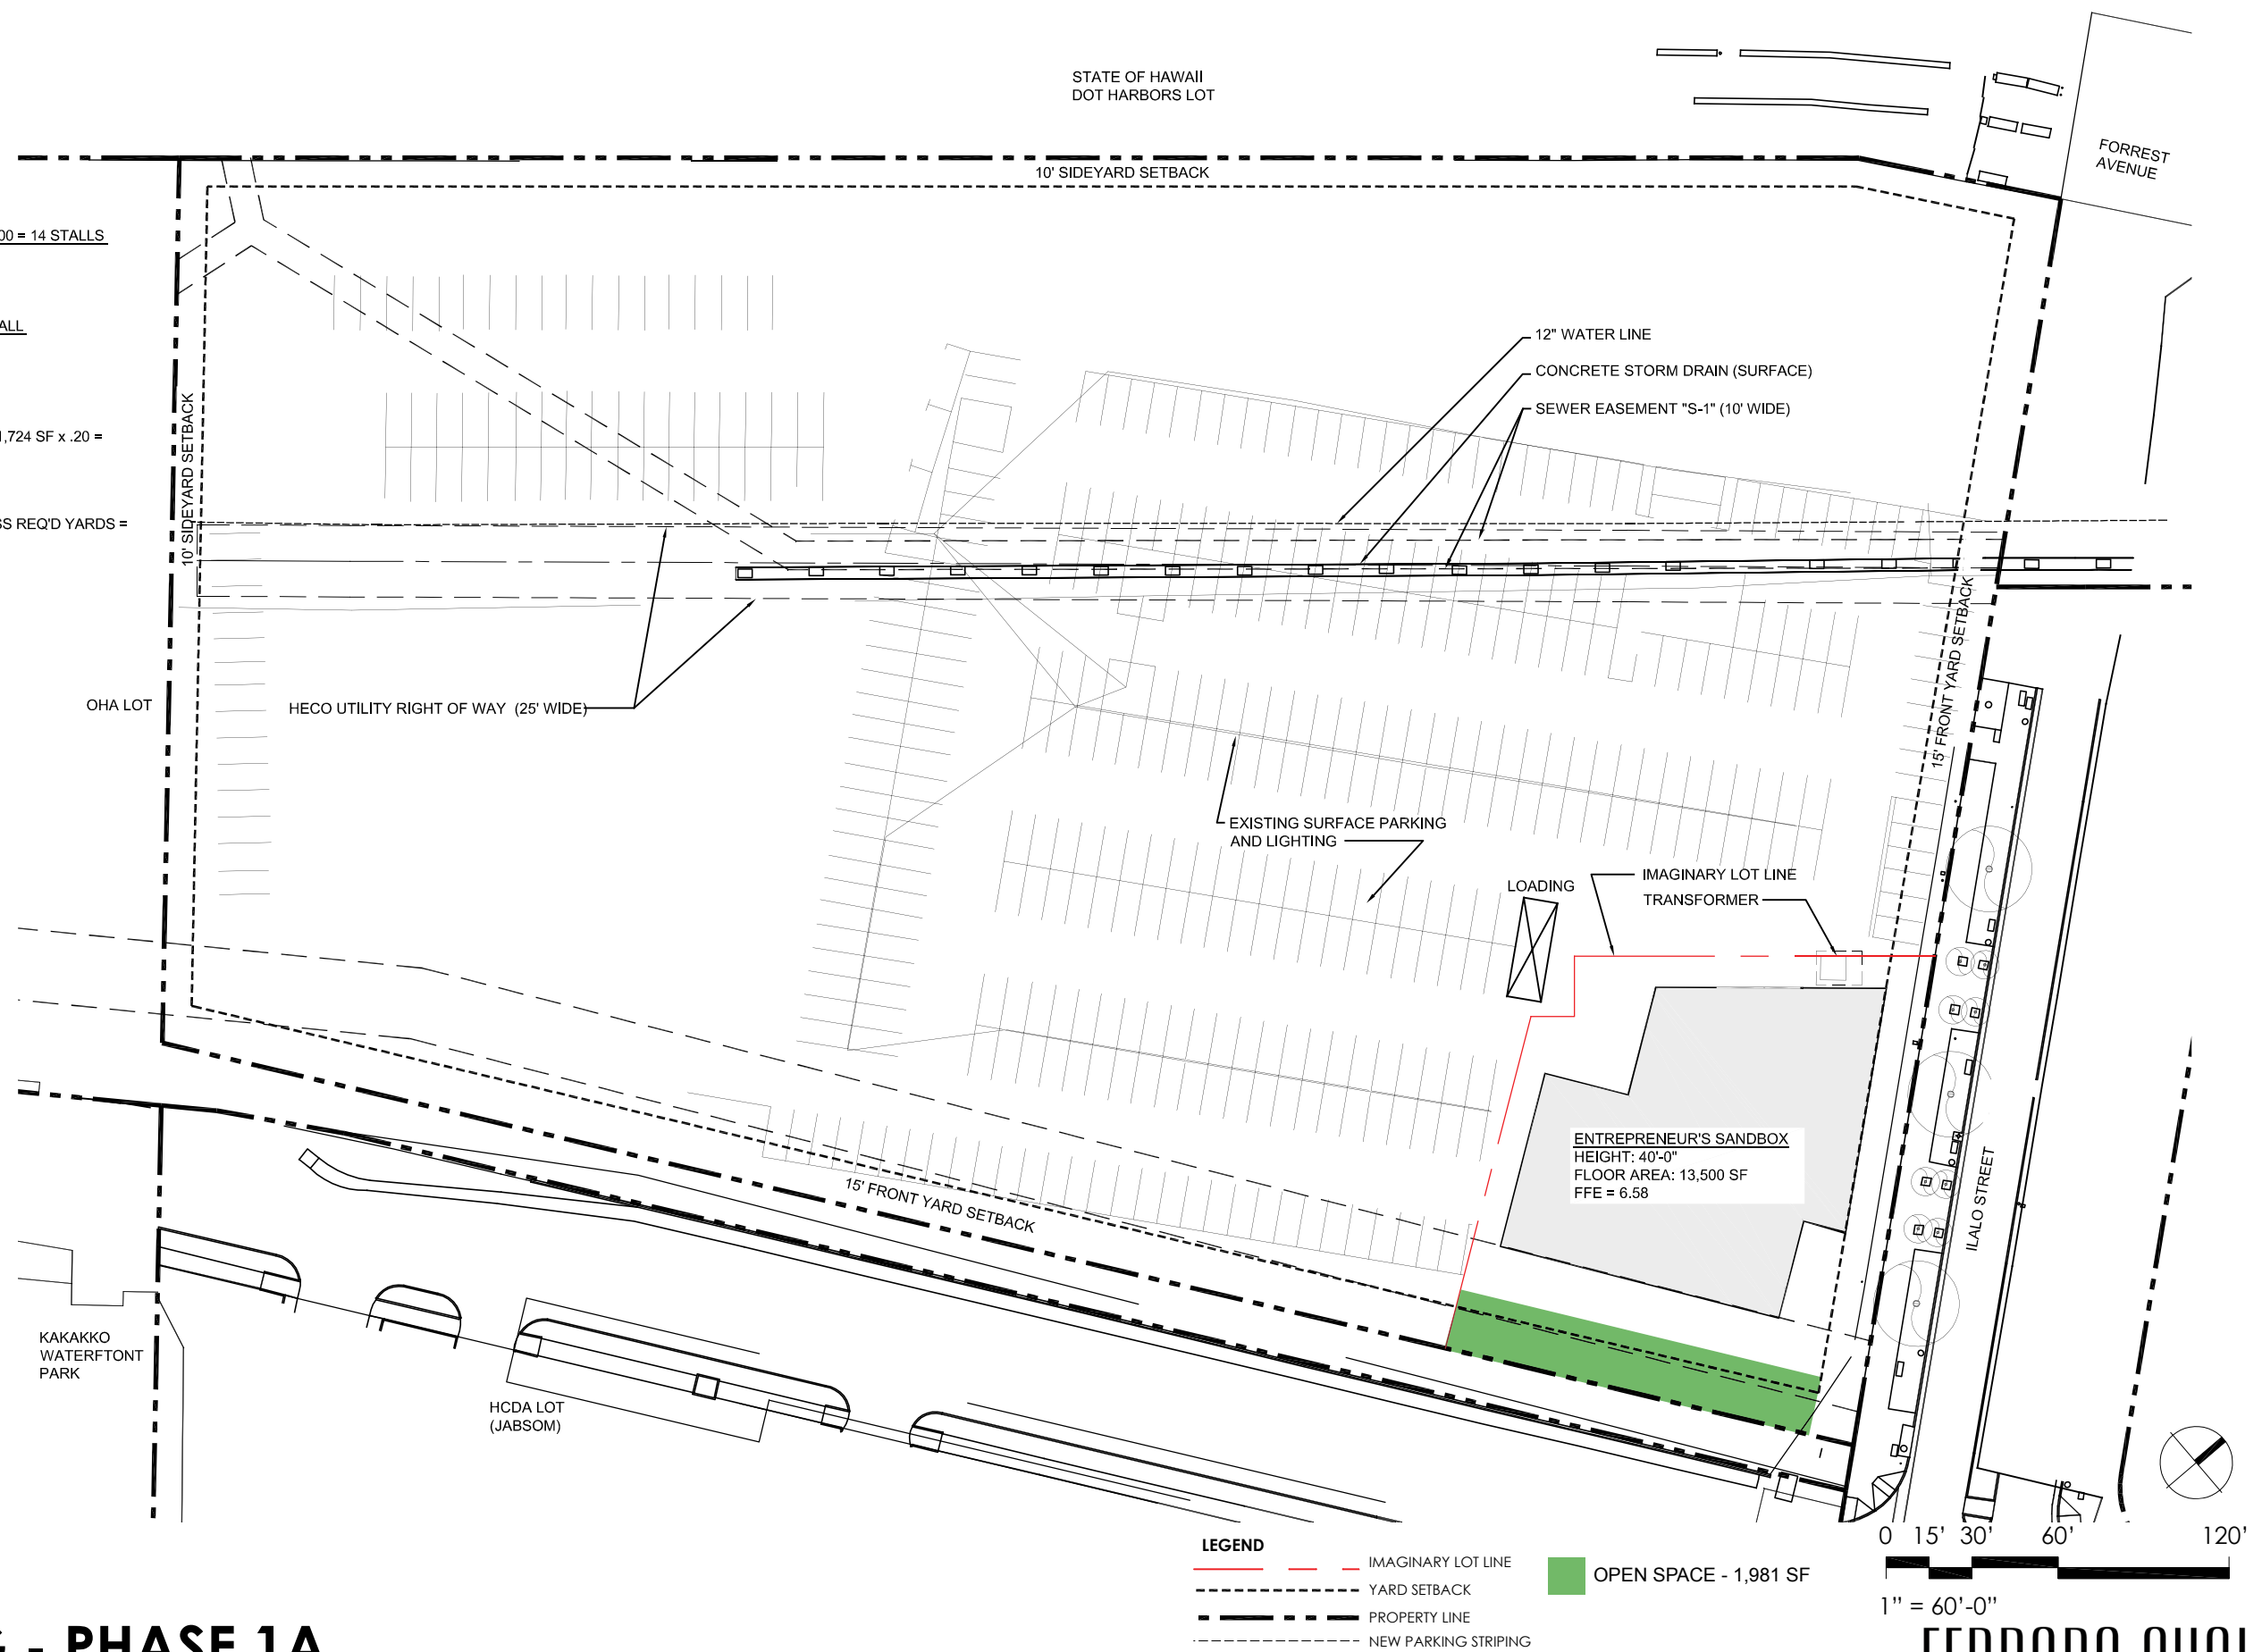 STATE OF HAWAII
DOT HARBORS LOT
FORREST
AVENUE
10' SIDEYARD SETBACK
00 = 14 STALLS
ALL
1,724 SF x .20 =
SS REQ'D YARDS =
10' SIDEYARD SETBACK
12" WATER LINE
CONCRETE STORM DRAIN (SURFACE)
SEWER EASEMENT "S-1" (10' WIDE)
15' FRONT YARD SETBACK
OHA LOT
HECO UTILITY RIGHT OF WAY (25' WIDE)
EXISTING SURFACE PARKING
AND LIGHTING
LOADING
IMAGINARY LOT LINE
TRANSFORMER
ENTREPRENEUR'S SANDBOX
HEIGHT: 40'-0"
FLOOR AREA: 13,500 SF
FFE = 6.58
ILALO STREET
15' FRONT YARD SETBACK
KAKAKKO
WATERFTONT
PARK
HCDA LOT
(JABSOM)
LEGEND
IMAGINARY LOT LINE
YARD SETBACK
PROPERTY LINE
NEW PARKING STRIPING
OPEN SPACE - 1,981 SF
0 15' 30' 60' 120'
1" = 60'-0"
- PHASE 1A